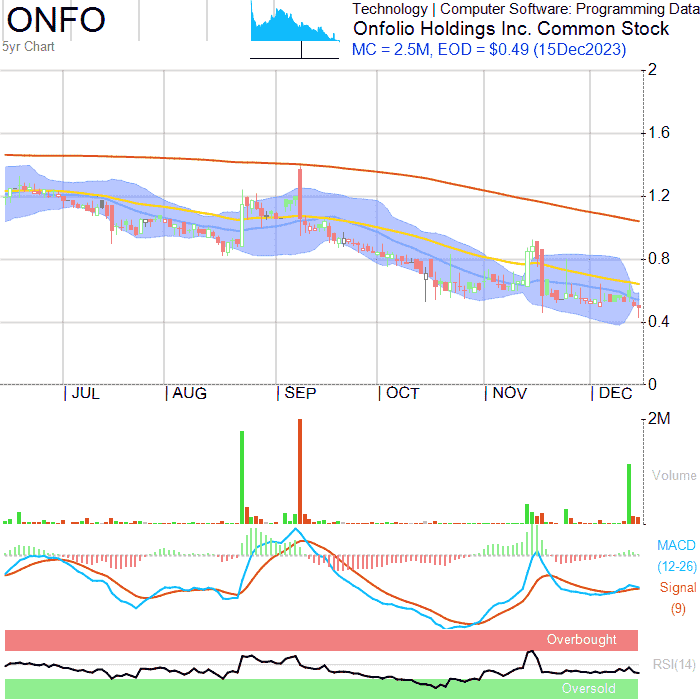 ONFO
5yr Chart
Technology | Computer Software: Programming Data
Onfolio Holdings Inc. Common Stock
MC = 2.5M, EOD = $0.49 (15Dec2023)
2
1.6
1.2
0.8
0.4
0
JUL
AUG
SEP
OCT
NOV
DEC
2M
Volume
MACD
(12-26)
Signal
(9)
Overbought
RSI(14)
Oversold